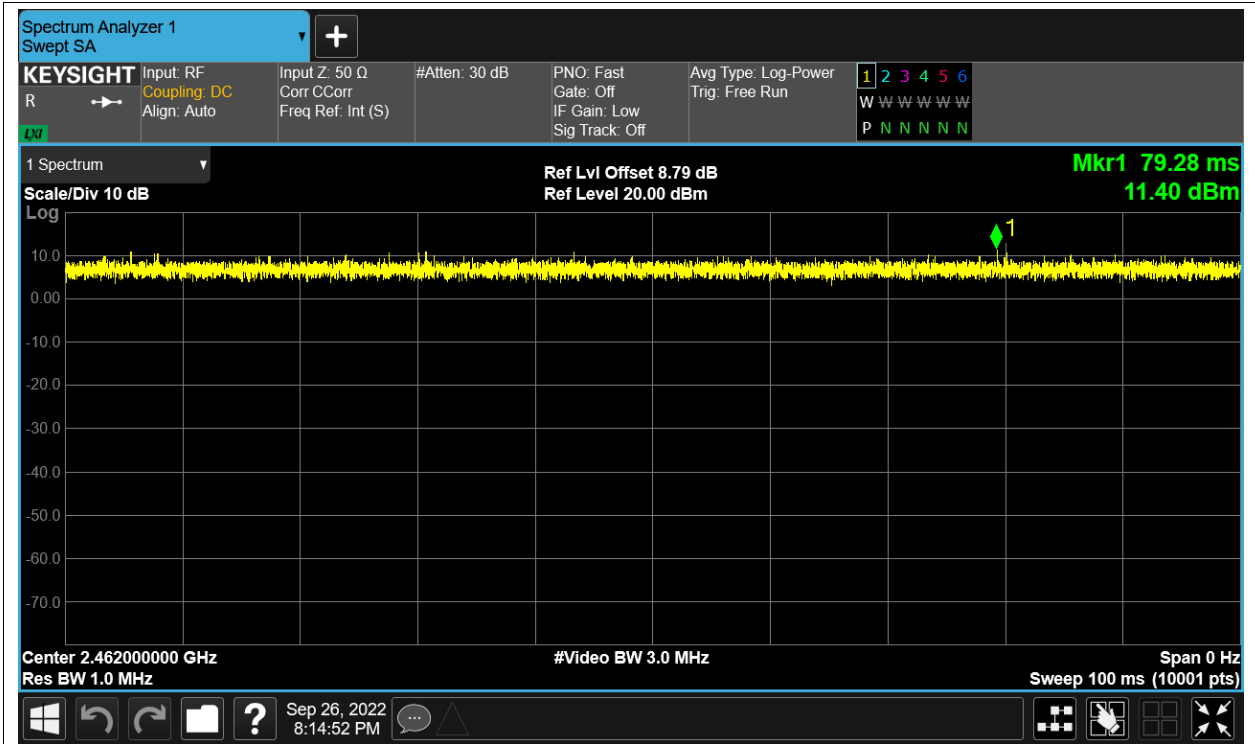 Spectrum Analyzer 1
Swept SA
KEYSIGHT
R
LXI
Input: RF
Coupling: DC
Align: Auto
Input Z: 50 Ω
Corr CCorr
Freq Ref: Int (S)
#Atten: 30 dB
PNO: Fast
Gate: Off
IF Gain: Low
Sig Track: Off
Avg Type: Log-Power
Trig: Free Run
1 2 3 4 5 6
W W W W W W
P N N N N N
1 Spectrum
Scale/Div 10 dB
Log
Ref Lvl Offset 8.79 dB
Ref Level 20.00 dBm
Mkr1 79.28 ms
11.40 dBm
1
10.0
0.00
-10.0
-20.0
-30.0
-40.0
-50.0
-60.0
-70.0
Center 2.462000000 GHz
Res BW 1.0 MHz
#Video BW 3.0 MHz
Span 0 Hz
Sweep 100 ms (10001 pts)
?
Sep 26, 2022
8:14:52 PM